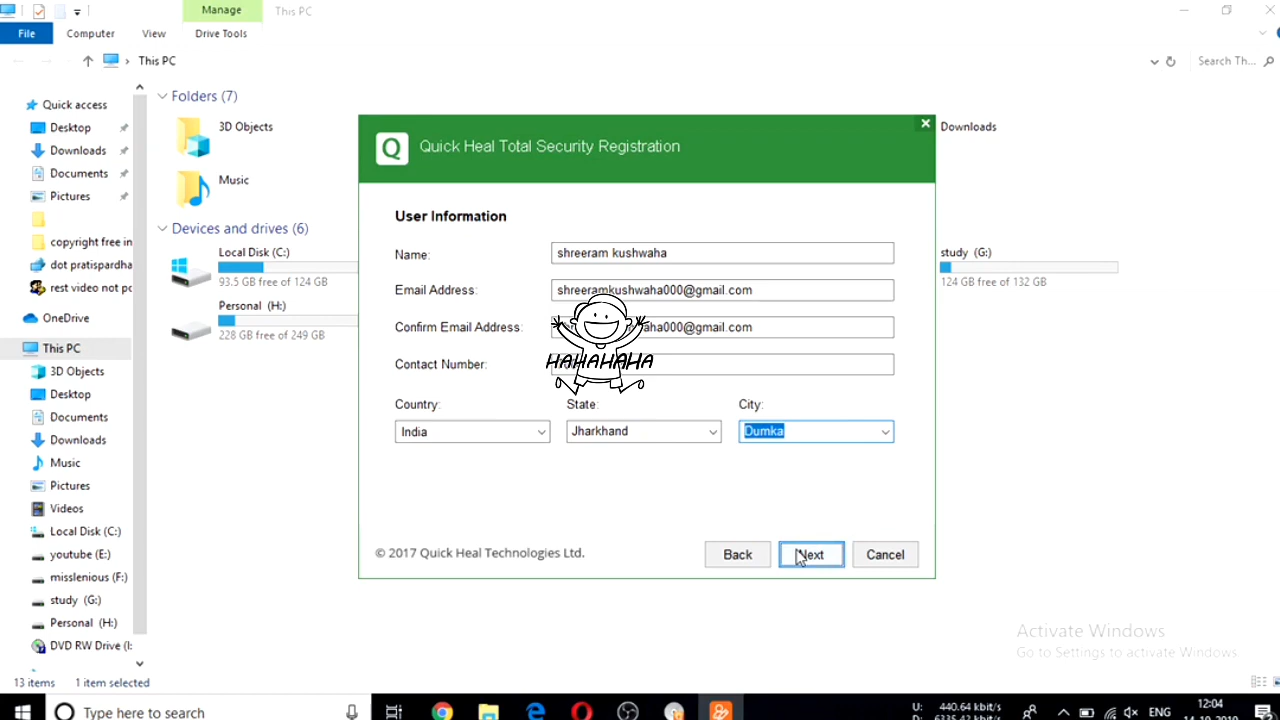 Manage
This PC
File
Computer
View
Drive Tools
This PC
Search Th...
Quick access
Desktop
Downloads
Documents
Pictures
copyright free in
dot pratispardha
rest video not po
OneDrive
This PC
3D Objects
Desktop
Documents
Downloads
Music
Pictures
Videos
Local Disk (C:)
youtube (E:)
misslenious (F:)
study (G:)
Personal (H:)
DVD RW Drive (I:
Folders (7)
3D Objects
Downloads
Music
Devices and drives (6)
Local Disk (C:)
93.5 GB free of 124 GB
study (G:)
124 GB free of 132 GB
Personal (H:)
228 GB free of 249 GB
Q
Quick Heal Total Security Registration
User Information
Name:
shreeram kushwaha
Email Address:
shreeramkushwaha000@gmail.com
Confirm Email Address:
aha000@gmail.com
HAHAHAHA
Contact Number:
Country:
State:
City:
India
Jharkhand
Dumka
© 2017 Quick Heal Technologies Ltd.
Back
Next
Cancel
Activate Windows
Go to Settings to activate Windows
13 items
1 item selected
Type here to search
U: 440.64 kbit/s
ENG
12:04